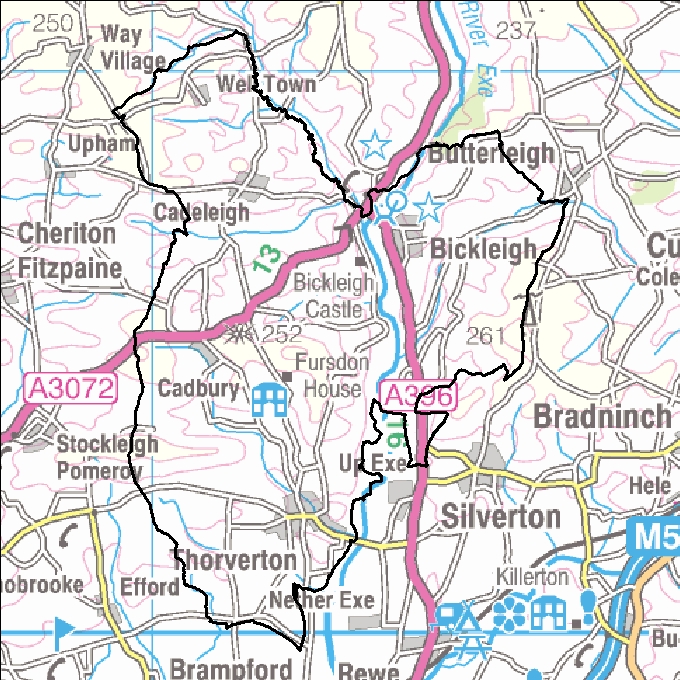 250
Way
Village
237
River Exe
Well Town
Upham
Butterleigh
Cadeleigh
Cheriton
Fitzpaine
Bickleigh
Cu
Cole
13
Bickleigh
Castle
252
261
Fursdon
House
A3072
Cadbury
A396
Bradninch
16
Stockleigh
Pomeroy
Up Exe
Hele
Silverton
M5
Thorverton
Killerton
nobrooke
Efford
Nether Exe
Bu
Brampford
Rewe